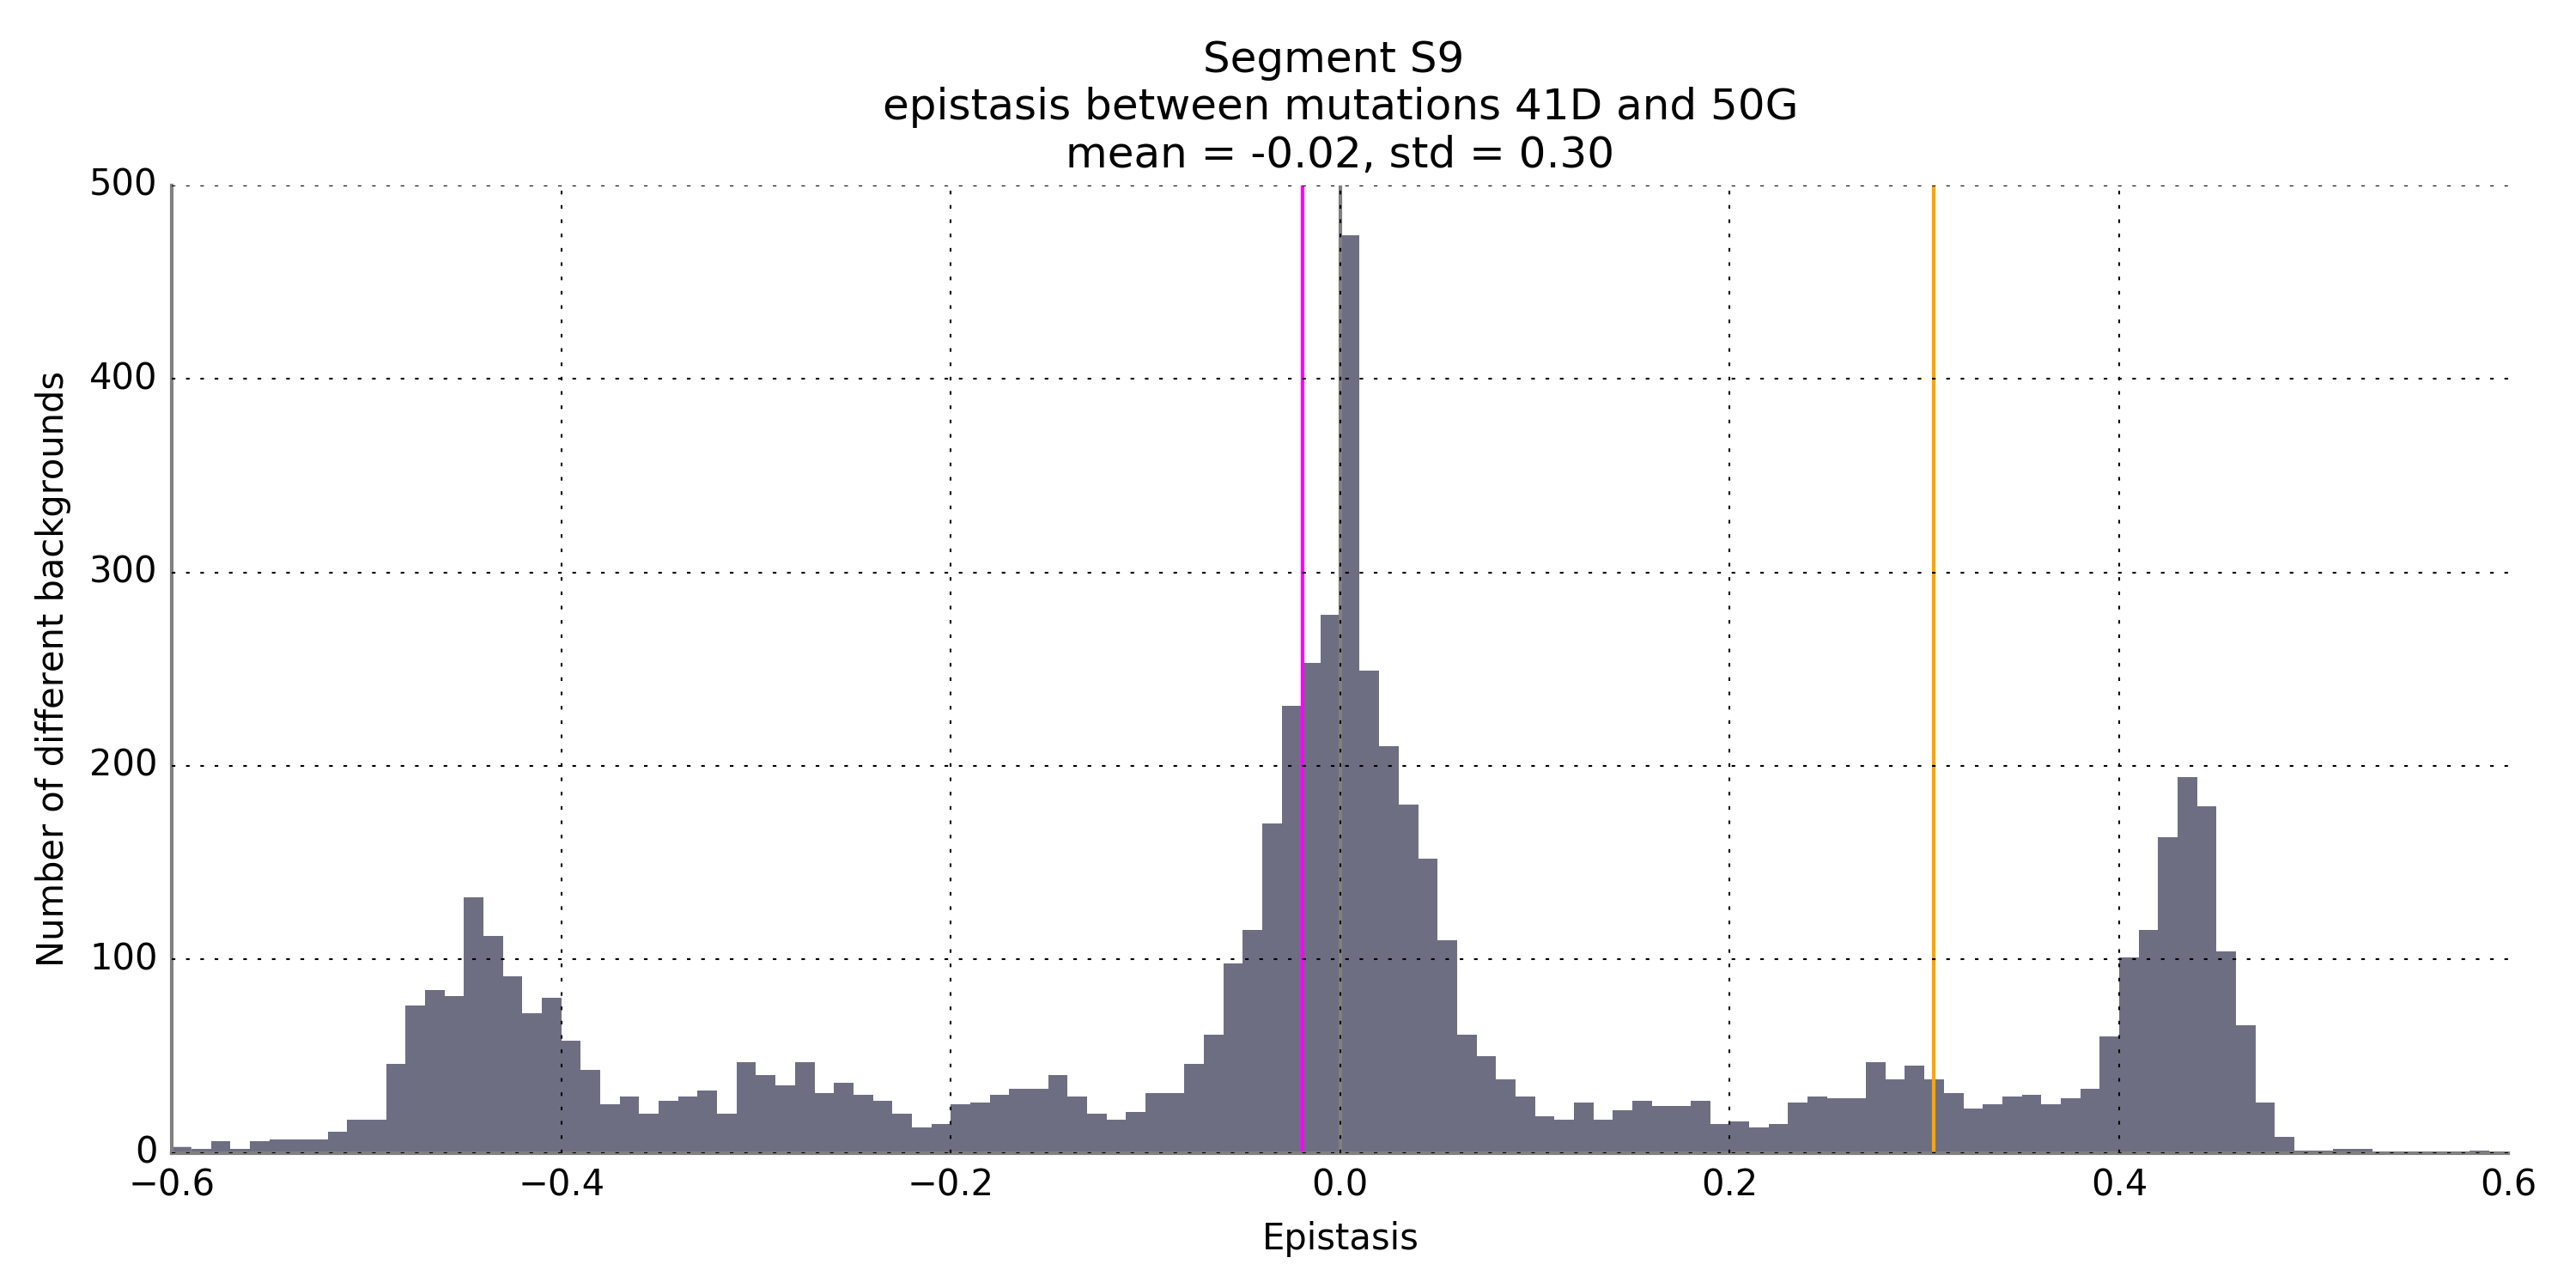 Segment S9
epistasis between mutations 41D and 50G
mean = -0.02, std = 0.30
500
400
300
200
100
0
Number of different backgrounds
−0.6 −0.4 −0.2 0.0 0.2 0.4 0.6
Epistasis